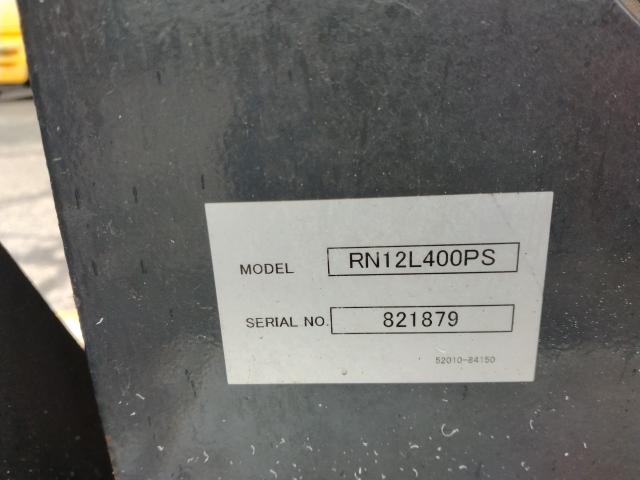 MODEL RN12L400PS
SERIAL NO. 821879
52010-84150